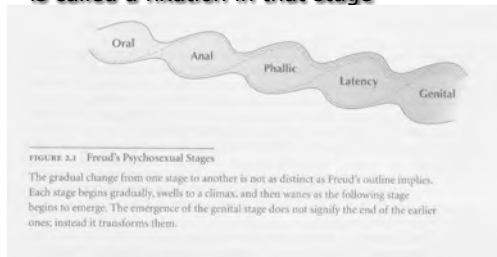 is called a fixation in that stage
Oral
Anal
Phallic
Latency
Genital
FIGURE 2.1 Freud's Psychosexual Stages
The gradual change from one stage to another is not as distinct as Freud's outline implies.
Each stage begins gradually, swells to a climax, and then wanes as the following stage
begins to emerge. The emergence of the genital stage does not signify the end of the earlier
ones; instead it transforms them.